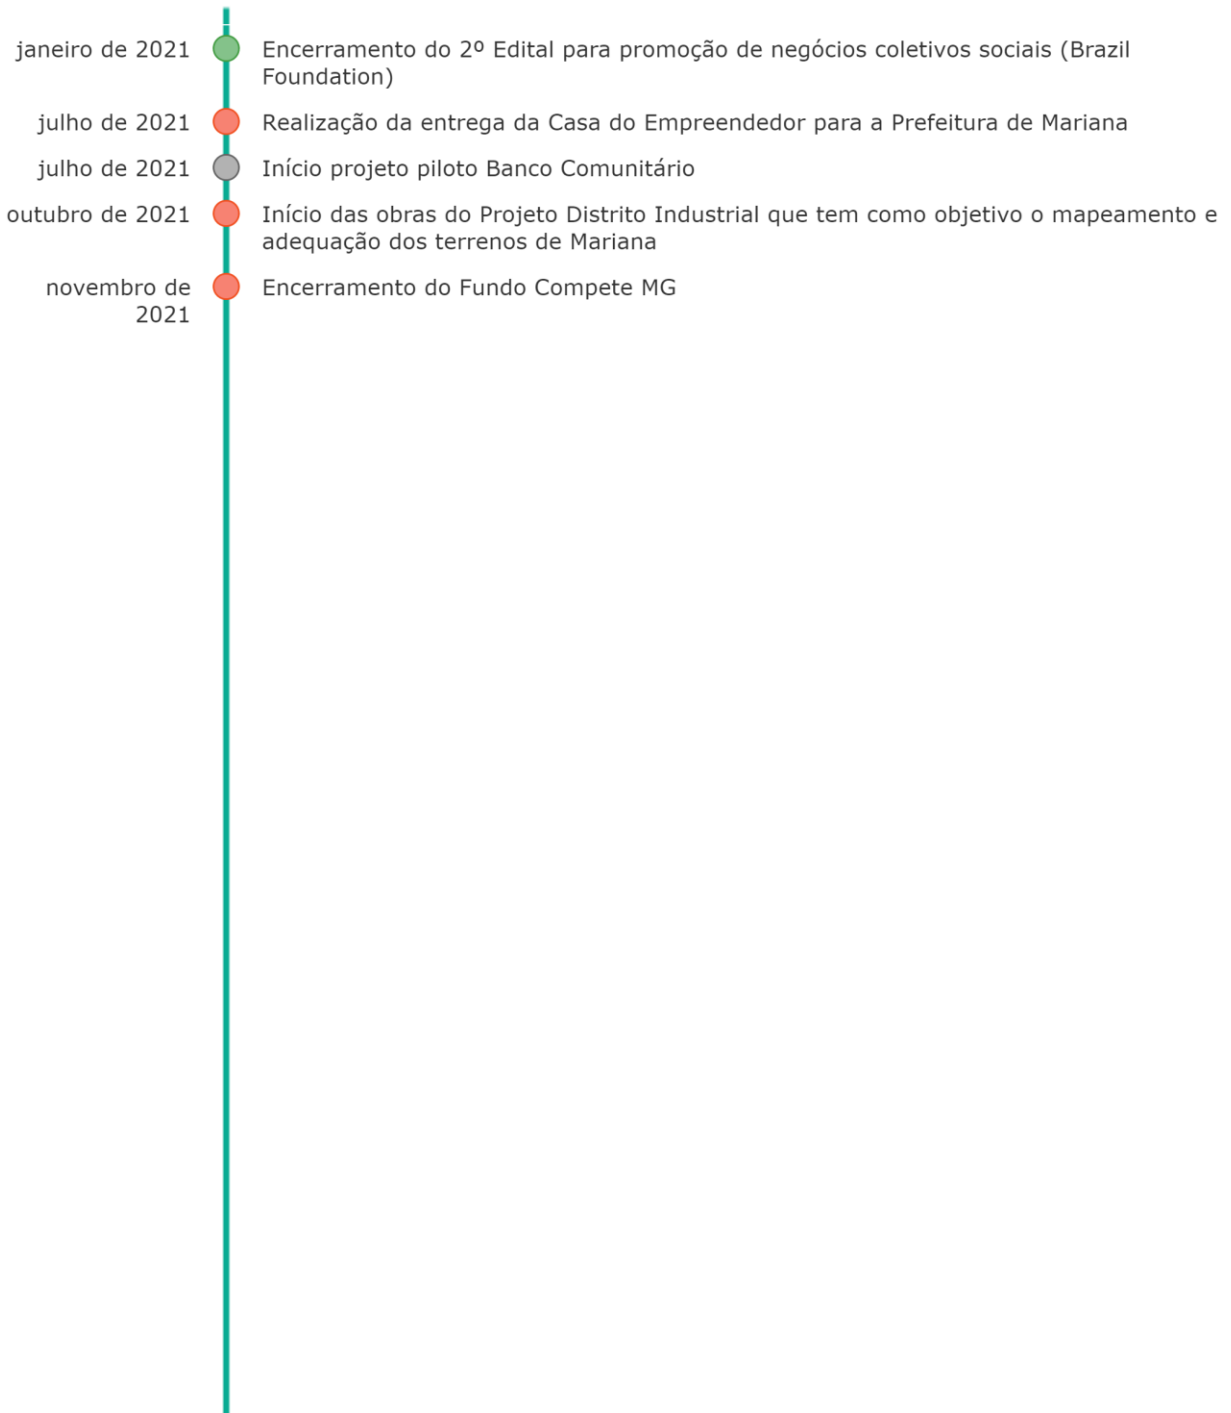 janeiro de 2021 Encerramento do 2º Edital para promoção de negócios coletivos sociais (Brazil
Foundation)
julho de 2021 Realização da entrega da Casa do Empreendedor para a Prefeitura de Mariana
julho de 2021 Início projeto piloto Banco Comunitário
outubro de 2021 Início das obras do Projeto Distrito Industrial que tem como objetivo o mapeamento e
adequação dos terrenos de Mariana
novembro de
2021
Encerramento do Fundo Compete MG